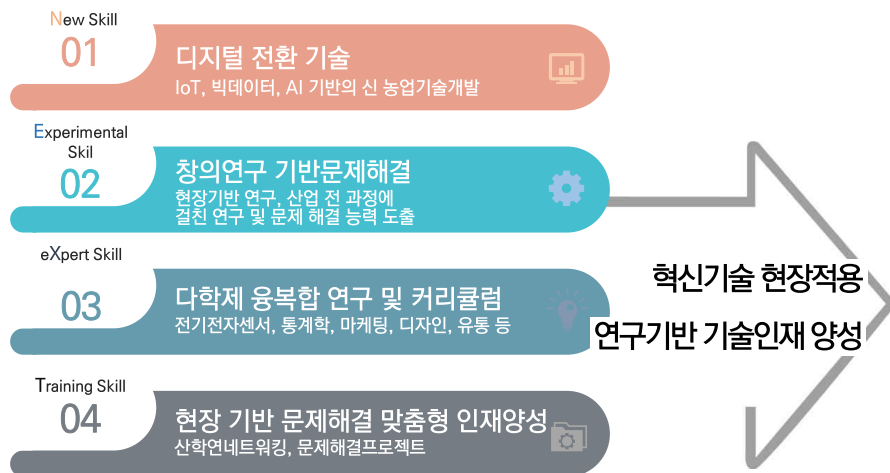 New Skill
01
디지털 전환 기술
IoT, 빅데이터, AI 기반의 신 농업기술개발
Experimental
Skil
02
창의연구 기반문제해결
현장기반 연구, 산업 전 과정에
걸친 연구 및 문제 해결 능력 도출
eXpert Skill
03
다학제 융복합 연구 및 커리큘럼
전기전자센서, 통계학, 마케팅, 디자인, 유통 등
Training Skill
04
현장 기반 문제해결 맞춤형 인재양성
산학연네트워킹, 문제해결프로젝트
혁신기술 현장적용
연구기반 기술인재 양성